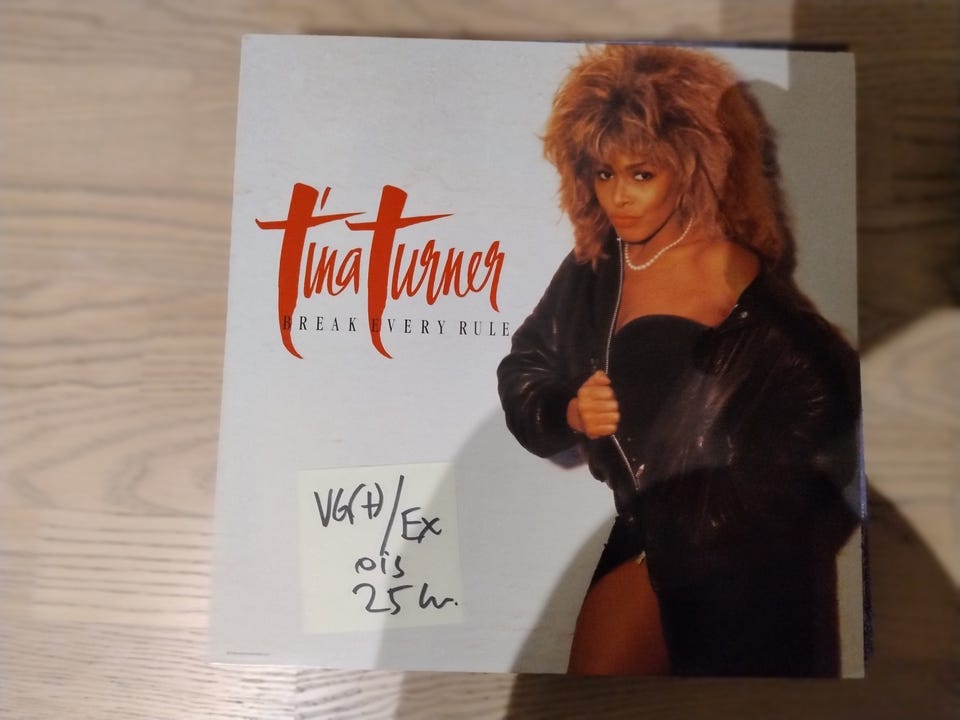 Tina Turner
BREAK EVERY RULE
VG(+)/Ex
ois
25 kr.